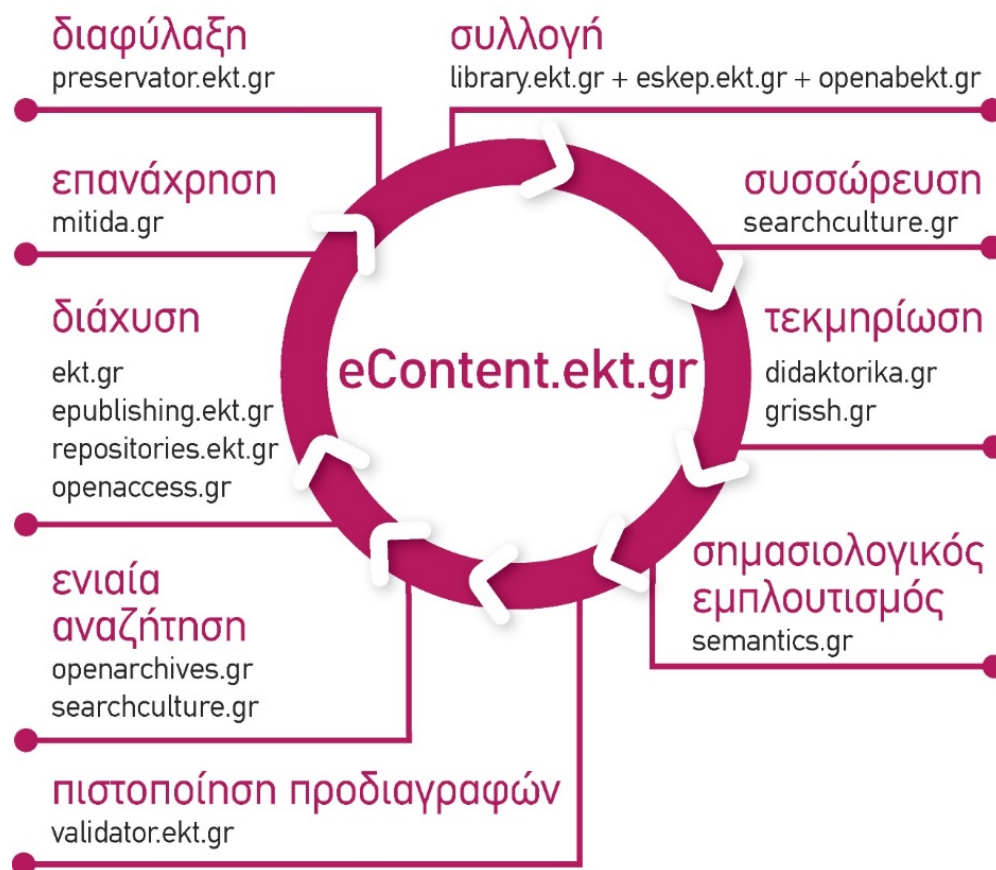 διαφύλαξη
preservator.ekt.gr
συλλογή
library.ekt.gr + eskep.ekt.gr + openabekt.gr
επανάχρηση
mitida.gr
συσσώρευση
searchculture.gr
διάχυση
ekt.gr
epublishing.ekt.gr
repositories.ekt.gr
openaccess.gr
eContent.ekt.gr
τεκμηρίωση
didaktorika.gr
grissh.gr
σημασιολογικός
εμπλουτισμός
semantics.gr
ενιαία
αναζήτηση
openarchives.gr
searchculture.gr
πιστοποίηση προδιαγραφών
validator.ekt.gr